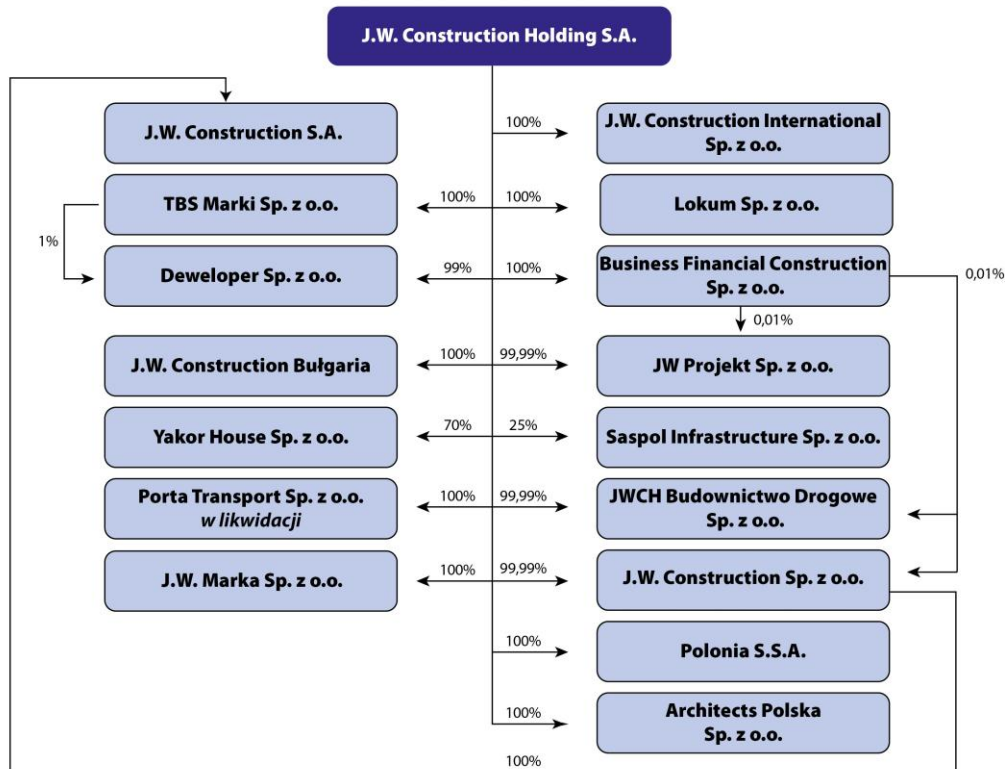 J.W. Construction Holding S.A.
J.W. Construction S.A.
100%
J.W. Construction International
Sp. z o.o.
TBS Marki Sp. z o.o.
100%
100%
Lokum Sp. z o.o.
1%
Deweloper Sp. z o.o.
99%
100%
Business Financial Construction
Sp. z o.o.
0,01%
0,01%
J.W. Construction Bułgaria
100%
99,99%
JW Projekt Sp. z o.o.
Yakor House Sp. z o.o.
70%
25%
Saspol Infrastructure Sp. z o.o.
Porta Transport Sp. z o.o.
w likwidacji
100%
99,99%
JWCH Budownictwo Drogowe
Sp. z o.o.
J.W. Marka Sp. z o.o.
100%
99,99%
J.W. Construction Sp. z o.o.
100%
Polonia S.S.A.
100%
Architects Polska
Sp. z o.o.
100%